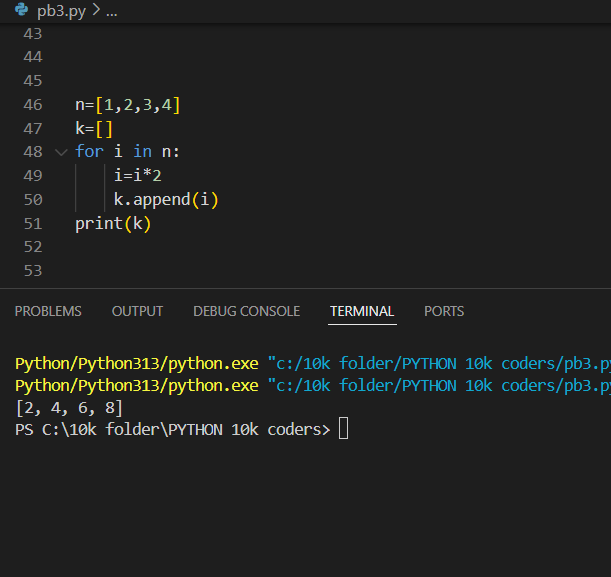 pb3.py > ...
43
44
45
46 n=[1,2,3,4]
47 k=[]
48 for i in n:
49 i=i*2
50 k.append(i)
51 print(k)
52
53
PROBLEMS OUTPUT DEBUG CONSOLE TERMINAL PORTS
Python/Python313/python.exe "c:/10k folder/PYTHON 10k coders/pb3.py
Python/Python313/python.exe "c:/10k folder/PYTHON 10k coders/pb3.py
[2, 4, 6, 8]
PS C:\10k folder\PYTHON 10k coders>